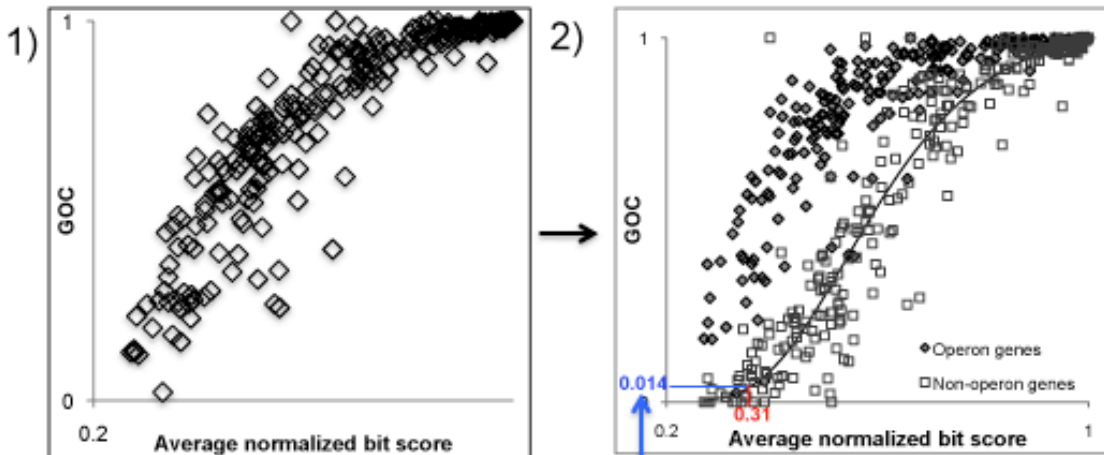 1)
1
GOC
0
0.2
Average normalized bit score
2)
1
GOC
Operon genes
Non-operon genes
0.014
0.31
0.2
1
Average normalized bit score